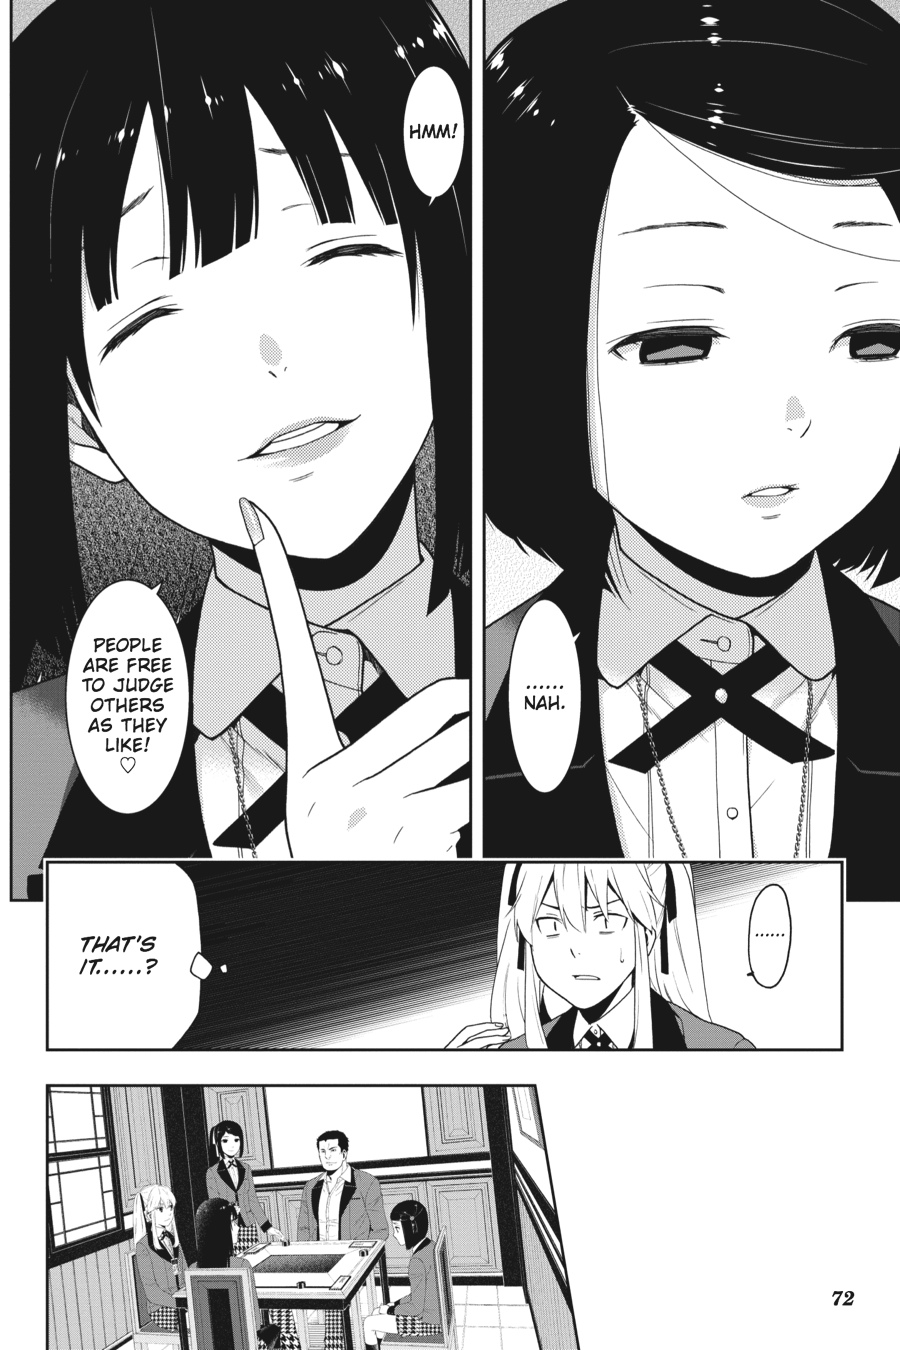 ......
NAH.
HMM!
PEOPLE
ARE FREE
TO JUDGE
OTHERS
AS THEY
LIKE!
♡
......
THAT'S
IT......?
72